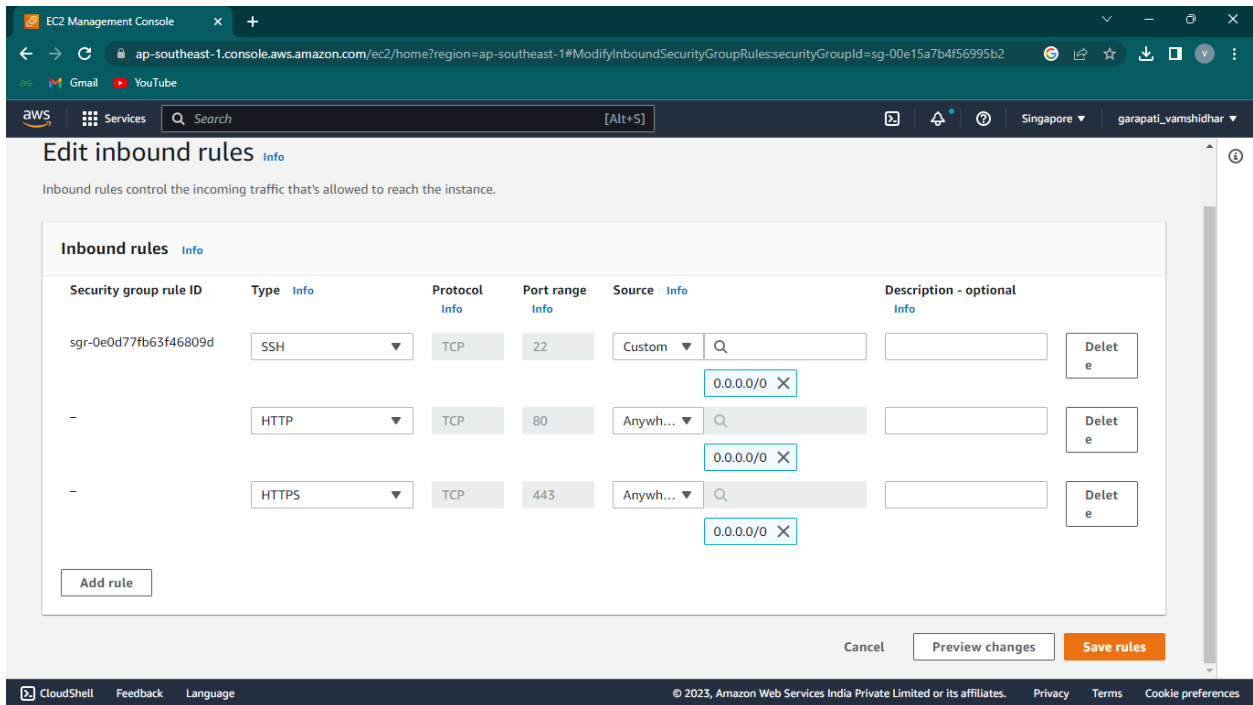 EC2 Management Console
ap-southeast-1.console.aws.amazon.com/ec2/home?region=ap-southeast-1#ModifyInboundSecurityGroupRules:securityGroupId=sg-00e15a7b4f56995b2
V
Gmail YouTube
aws Services Search [Alt+S] Singapore garapati_vamshidhar
Edit inbound rules Info
Inbound rules control the incoming traffic that's allowed to reach the instance.
Inbound rules Info
Security group rule ID Type Info Protocol Port range Source Info Description - optional
Info Info Info
sgr-0e0d77fb63f46809d SSH TCP 22 Custom Delet
e
0.0.0.0/0
– HTTP TCP 80 Anywh... Delet
e
0.0.0.0/0
– HTTPS TCP 443 Anywh... Delet
e
0.0.0.0/0
Add rule
Cancel Preview changes Save rules
CloudShell Feedback Language © 2023, Amazon Web Services India Private Limited or its affiliates. Privacy Terms Cookie preferences